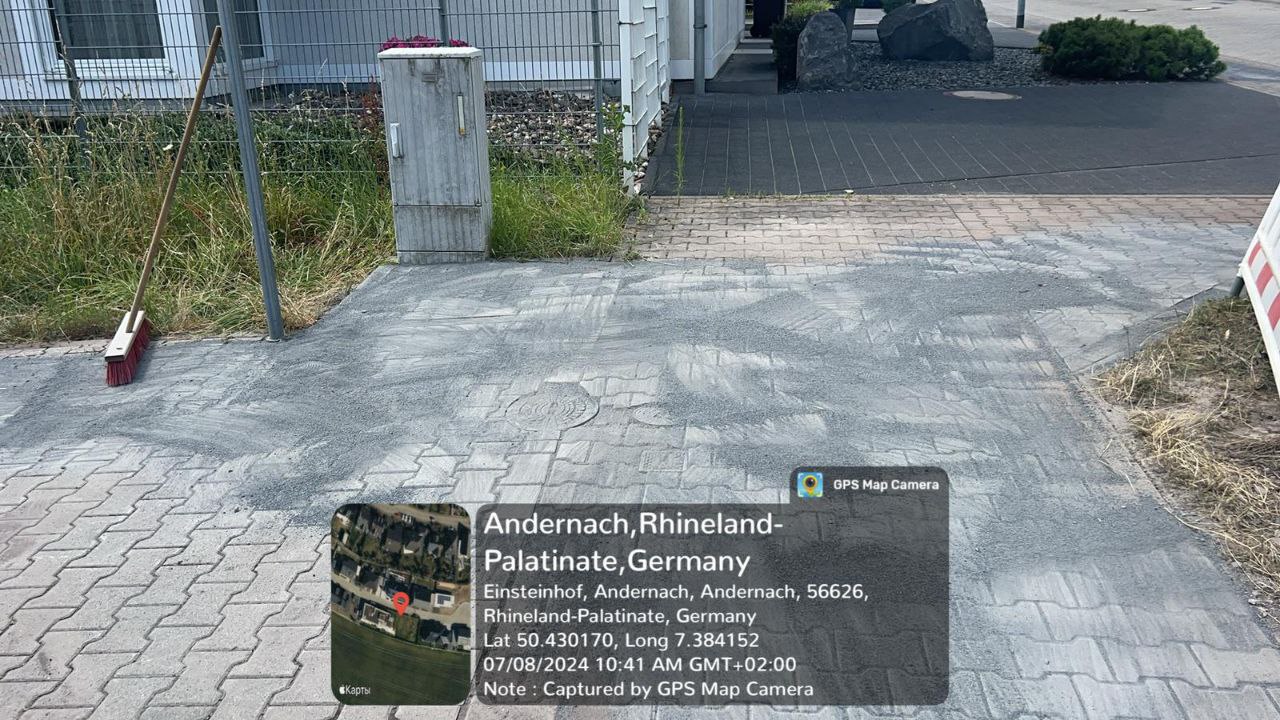 GPS Map Camera
Andernach,Rhineland-
Palatinate,Germany
Einsteinhof, Andernach, Andernach, 56626,
Rhineland-Palatinate, Germany
Lat 50.430170, Long 7.384152
07/08/2024 10:41 AM GMT+02:00
Note : Captured by GPS Map Camera
Карты